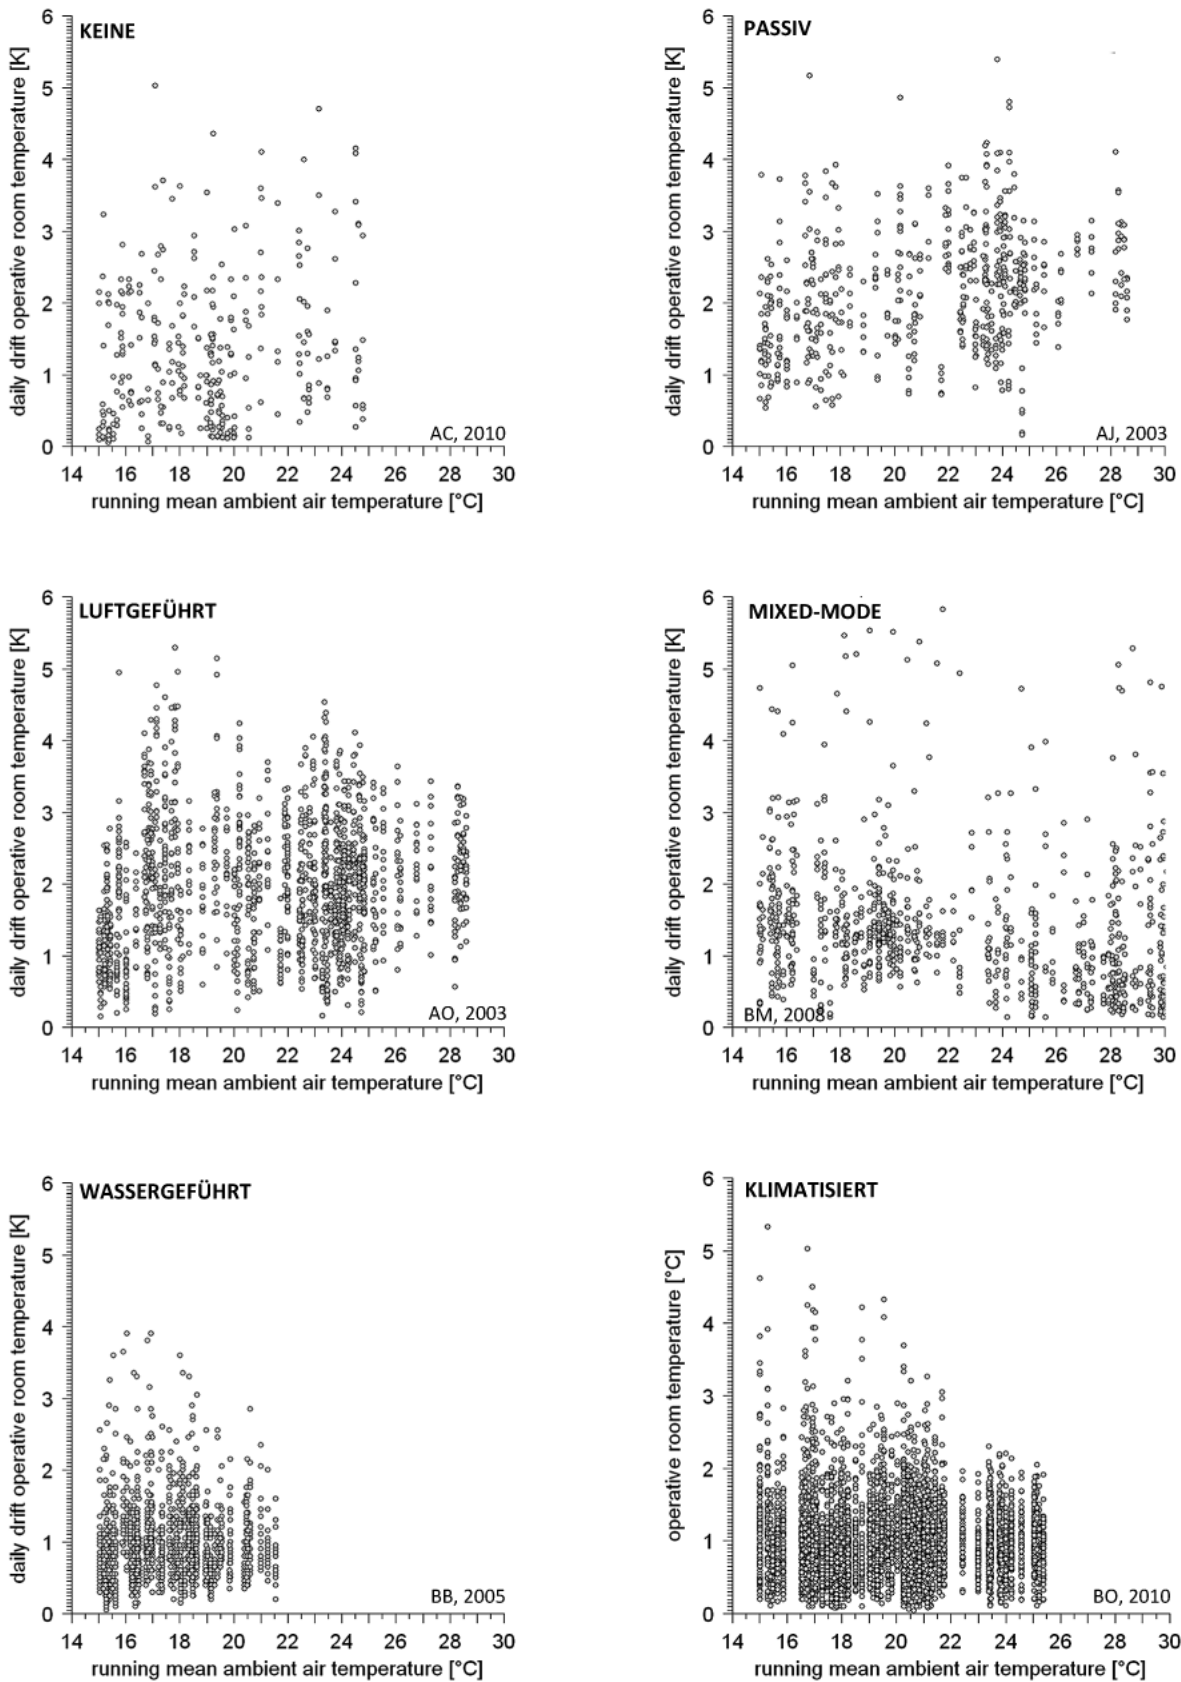 KEINE
daily drift operative room temperature [K]
6
5
4
3
2
1
0
AC, 2010
14 16 18 20 22 24 26 28 30
running mean ambient air temperature [°C]
PASSIV
daily drift operative room temperature [K]
6
5
4
3
2
1
0
AJ, 2003
14 16 18 20 22 24 26 28 30
running mean ambient air temperature [°C]
LUFTGEFÜHRT
daily drift operative room temperature [K]
6
5
4
3
2
1
0
AO, 2003
14 16 18 20 22 24 26 28 30
running mean ambient air temperature [°C]
MIXED-MODE
daily drift operative room temperature [K]
6
5
4
3
2
1
0
BM, 2008
14 16 18 20 22 24 26 28 30
running mean ambient air temperature [°C]
WASSERGEFÜHRT
daily drift operative room temperature [K]
6
5
4
3
2
1
0
BB, 2005
14 16 18 20 22 24 26 28 30
running mean ambient air temperature [°C]
KLIMATISIERT
operative room temperature [°C]
6
5
4
3
2
1
0
BO, 2010
14 16 18 20 22 24 26 28 30
running mean ambient air temperature [°C]